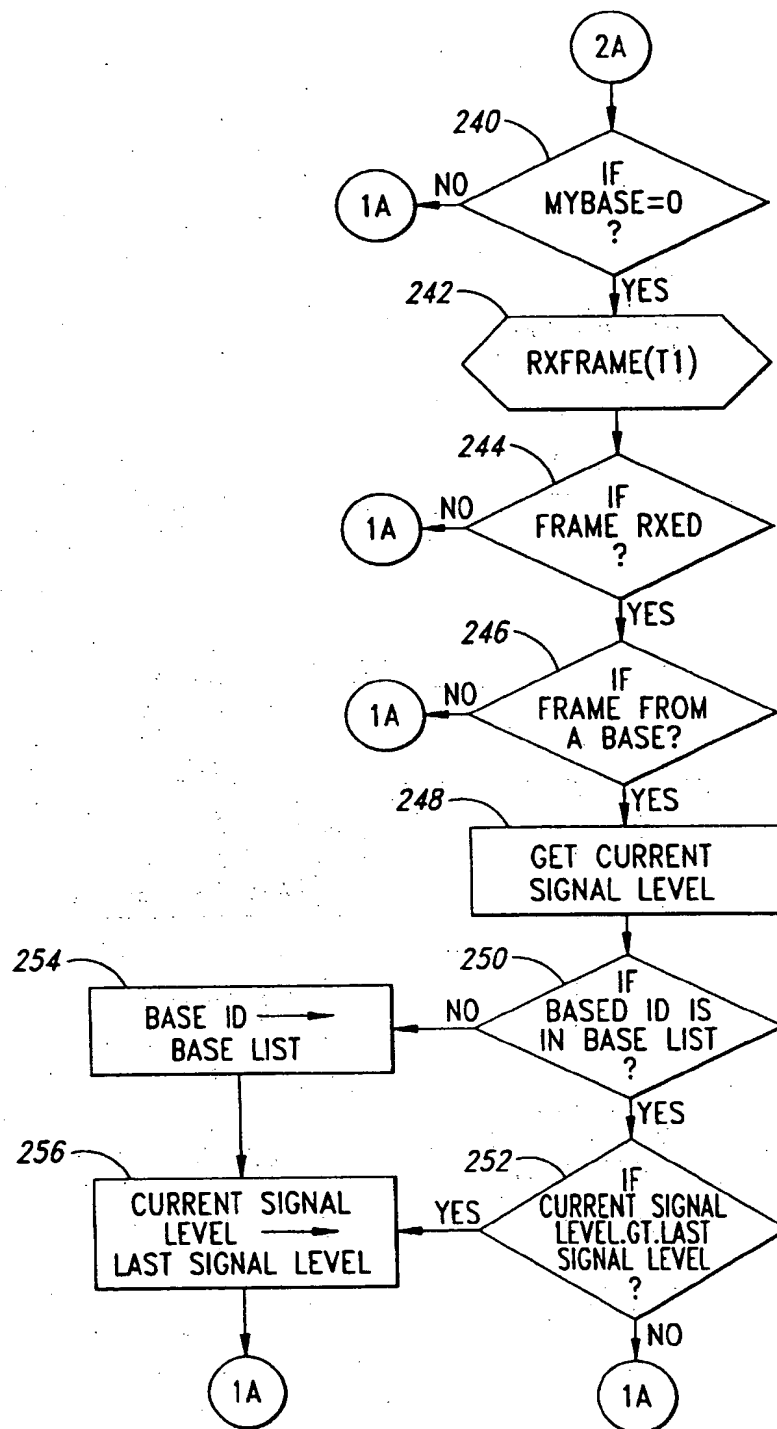 2A
240
IF
MYBASE=0
?
NO
1A
YES
242
RXFRAME(T1)
244
IF
FRAME RXED
?
NO
1A
YES
246
IF
FRAME FROM
A BASE?
NO
1A
YES
248
GET CURRENT
SIGNAL LEVEL
250
IF
BASED ID IS
IN BASE LIST
?
NO
254
BASE ID →
BASE LIST
YES
252
IF
CURRENT SIGNAL
LEVEL.GT.LAST
SIGNAL LEVEL
?
YES
256
CURRENT SIGNAL
LEVEL →
LAST SIGNAL LEVEL
NO
1A
1A